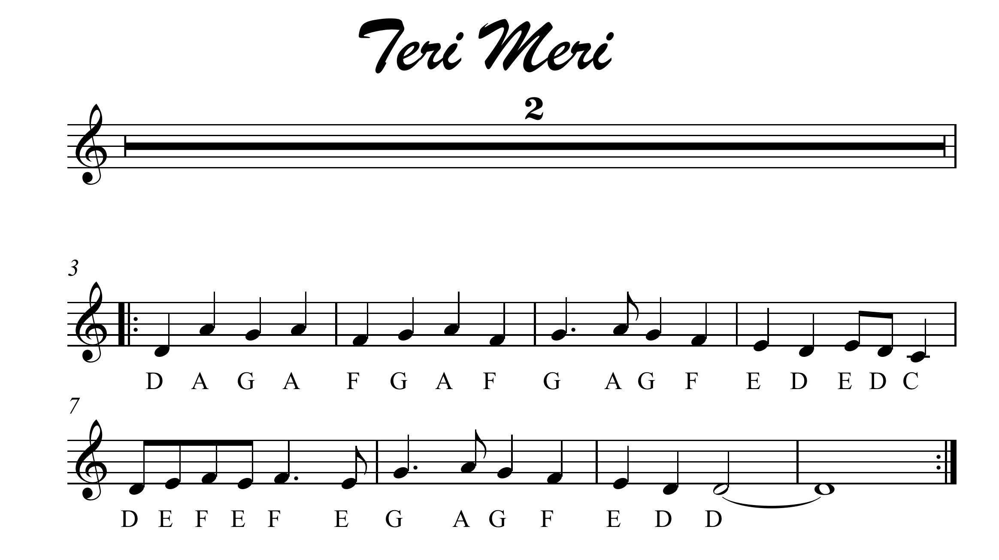 Teri Meri
2
3
D A G A F G A F G A G F E D E D C
7
D E F E F E G A G F E D D